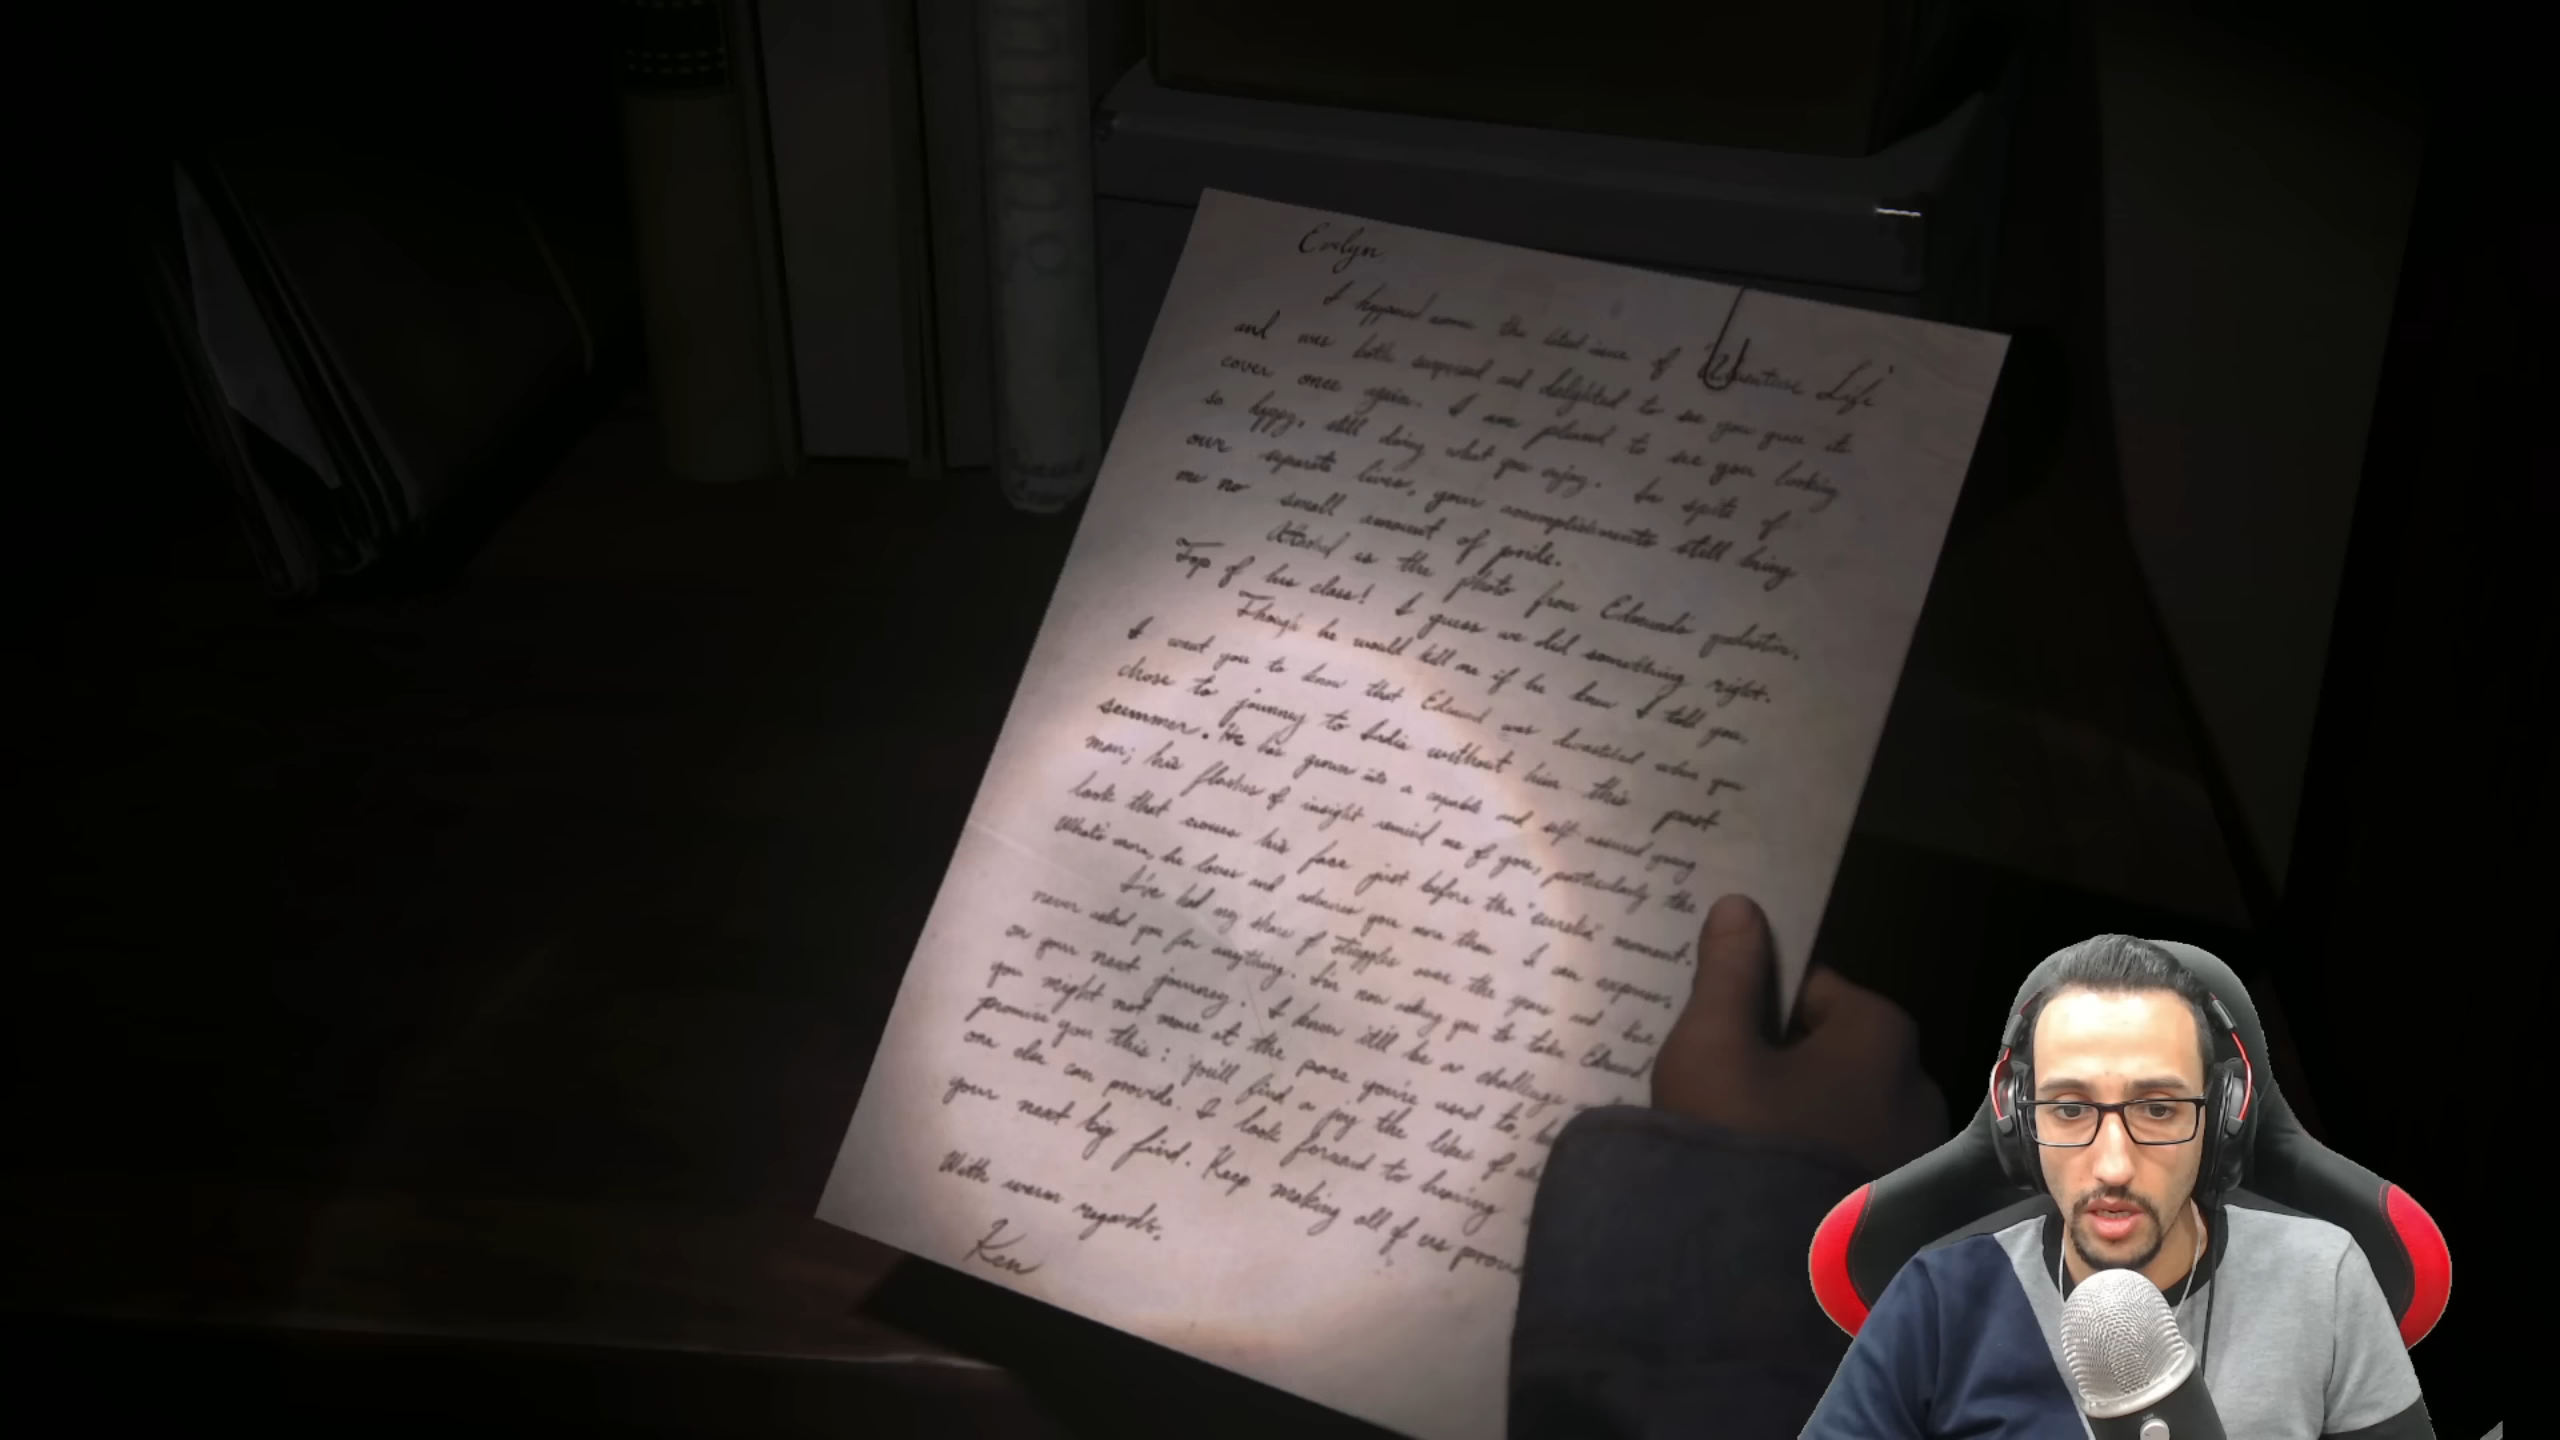 Evelyn
I happened across the latest issue of "Adventure Life"
and was both surprised and delighted to see you grace its
cover once again. I am pleased to see you looking
so happy, still doing what you enjoy. In spite of
our separate lives, your accomplishments still bring
me no small amount of pride.
Attached is the photo from Edmund's graduation.
Top of his class! I guess we did something right.
Though he would kill me if he knew I told you,
I want you to know that Edmund was devastated when you
chose to journey to India without him this past
summer. He has grown into a capable and self-assured young
man; his flashes of insight remind me of you, particularly the
look that crosses his face just before the "eureka" moment.
What's more, he loves and admires you more than I can express.
I've had my share of struggles over the years and have
never asked you for anything. I'm now asking you to take Edmund
on your next journey. I know it'll be a challenge
you might not move at the pace you're used to,
promise you this: you'll find a joy the likes of
one else can provide. I look forward to hearing
your next big find. Keep making all of us proud
With warm regards,
Ken